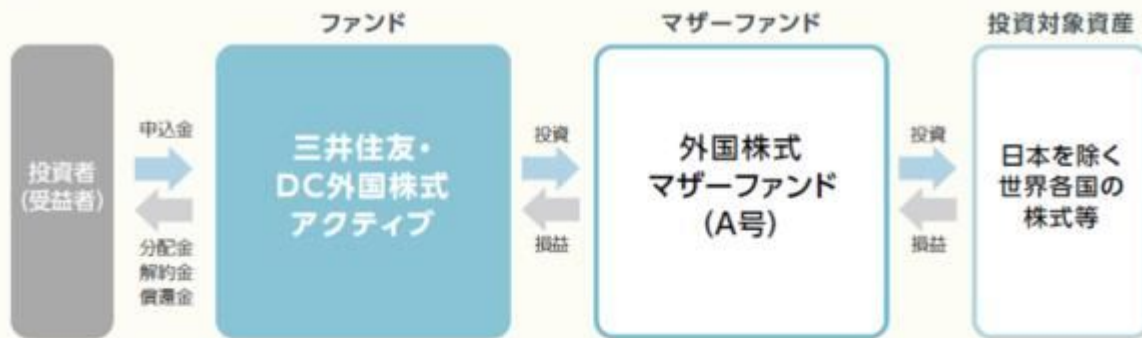 ファンド
マザーファンド
投資対象資産
投資者
(受益者)
申込金
分配金
解約金
償還金
三井住友・
DC外国株式
アクティブ
投資
損益
外国株式
マザーファンド
(A号)
投資
損益
日本を除く
世界各国の
株式等